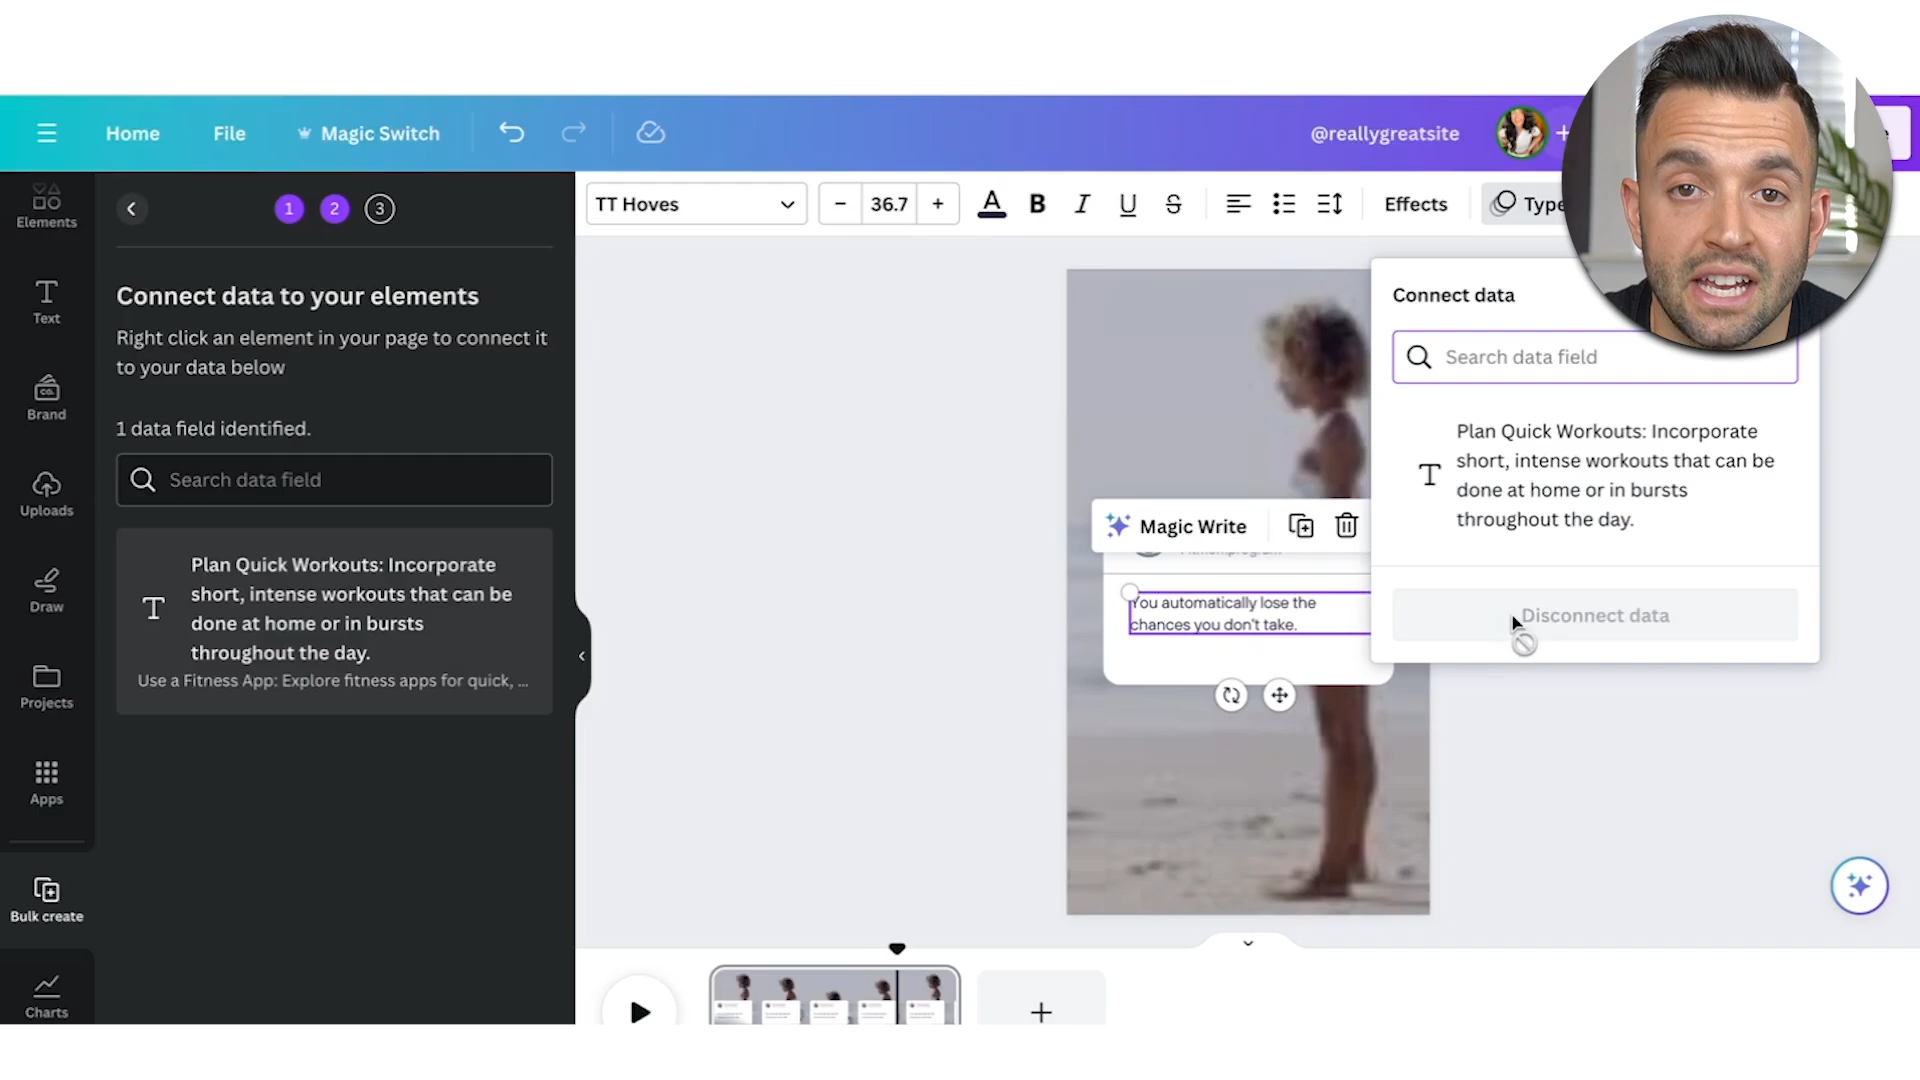 Home
File
Magic Switch
@reallygreatsite
Elements
Text
Brand
Uploads
Draw
Projects
Apps
Bulk create
Charts
1
2
3
Connect data to your elements
Right click an element in your page to connect it
to your data below
1 data field identified.
Search data field
Plan Quick Workouts: Incorporate
short, intense workouts that can be
done at home or in bursts
throughout the day.
Use a Fitness App: Explore fitness apps for quick, ...
TT Hoves
36.7
Effects
Magic Write
You automatically lose the
chances you don't take.
Connect data
Search data field
Plan Quick Workouts: Incorporate
short, intense workouts that can be
done at home or in bursts
throughout the day.
Disconnect data